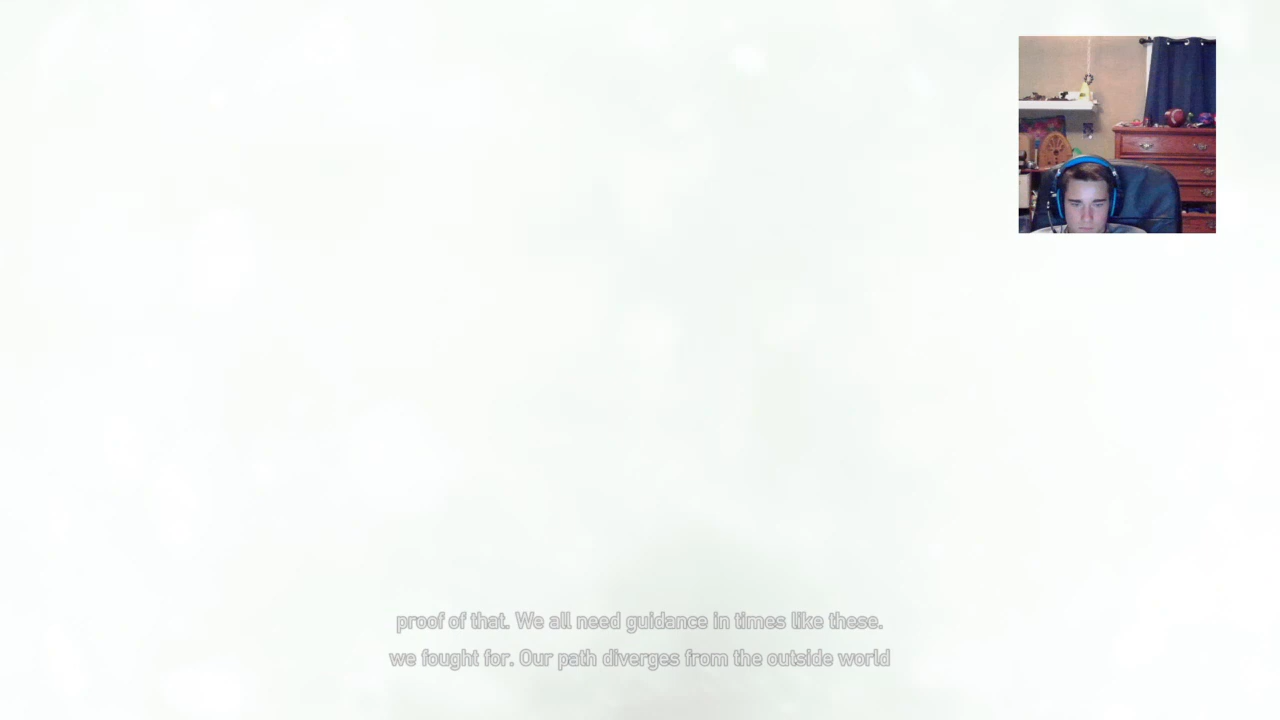 proof of that. We all need guidance in times like these.
we fought for. Our path diverges from the outside world